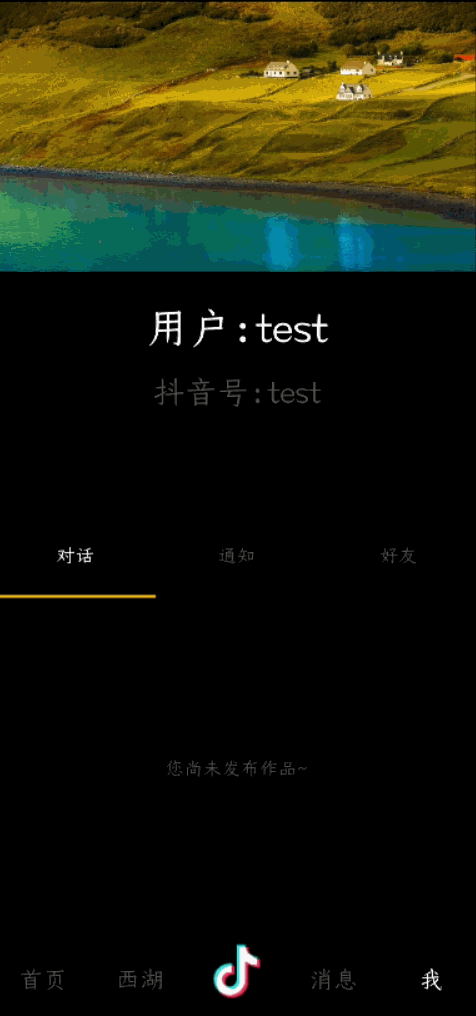 用户:test
抖音号:test
对话 通知 好友
您尚未发布作品~
首页 西湖 消息 我